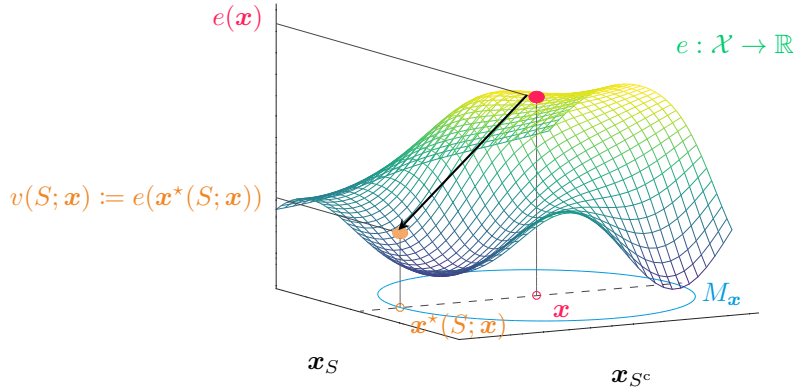 e(𝒙)
e : 𝒳 → ℝ
v(S; 𝒙) ≔ e(𝒙⋆(S; 𝒙))
M𝒙
𝒙
𝒙⋆(S; 𝒙)
𝒙S
𝒙Sᶜ